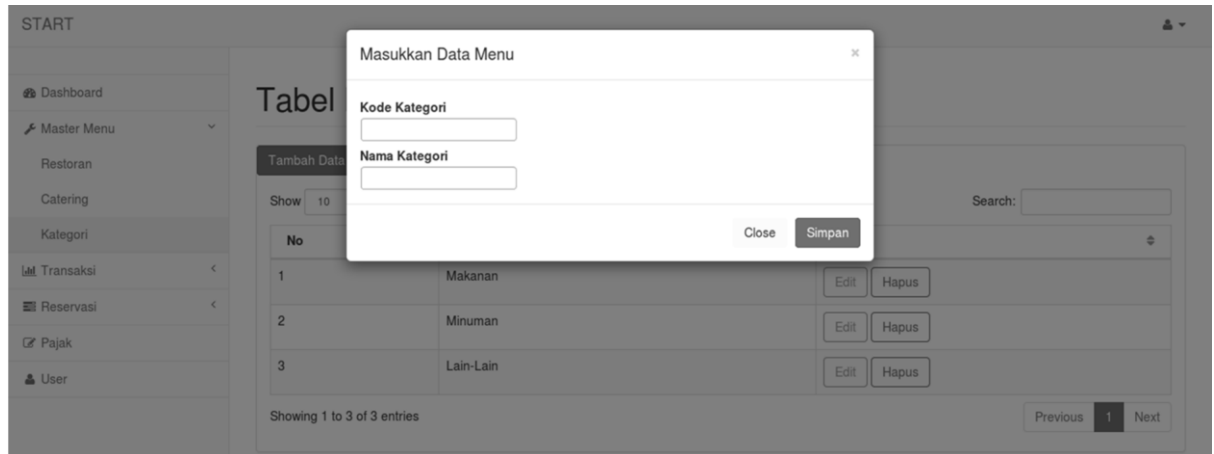 START
Masukkan Data Menu ×
Dashboard
Master Menu
Restoran
Catering
Kategori
Transaksi
Reservasi
Pajak
User
Tabel
Kode Kategori
Nama Kategori
Close Simpan
Tambah Data
Show 10
Search:
No
1 Makanan Edit Hapus
2 Minuman Edit Hapus
3 Lain-Lain Edit Hapus
Showing 1 to 3 of 3 entries
Previous 1 Next